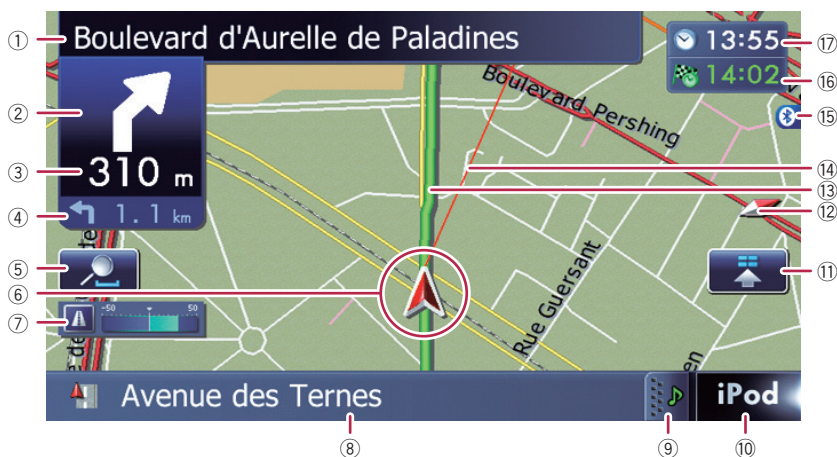 ① Boulevard d'Aurelle de Paladines
13:55 ⑰
② 14:02 ⑯
Boulevard Pershing
⑮
③ 310 m
⑭
⑬
④ 1.1 km
⑫
⑤
⑪
⑥
Rue Guersant
⑦ -50 50
de
en
Avenue des Ternes
iPod
⑧ ⑨ ⑩